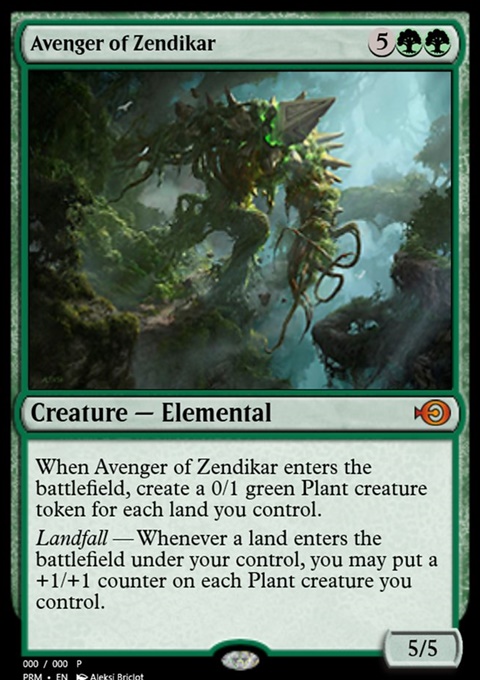 Avenger of Zendikar
5
Creature — Elemental
When Avenger of Zendikar enters the
battlefield, create a 0/1 green Plant creature
token for each land you control.
Landfall — Whenever a land enters the
battlefield under your control, you may put a
+1/+1 counter on each Plant creature you
control.
5/5
000 / 000 P
PRM • EN Aleksi Briclot